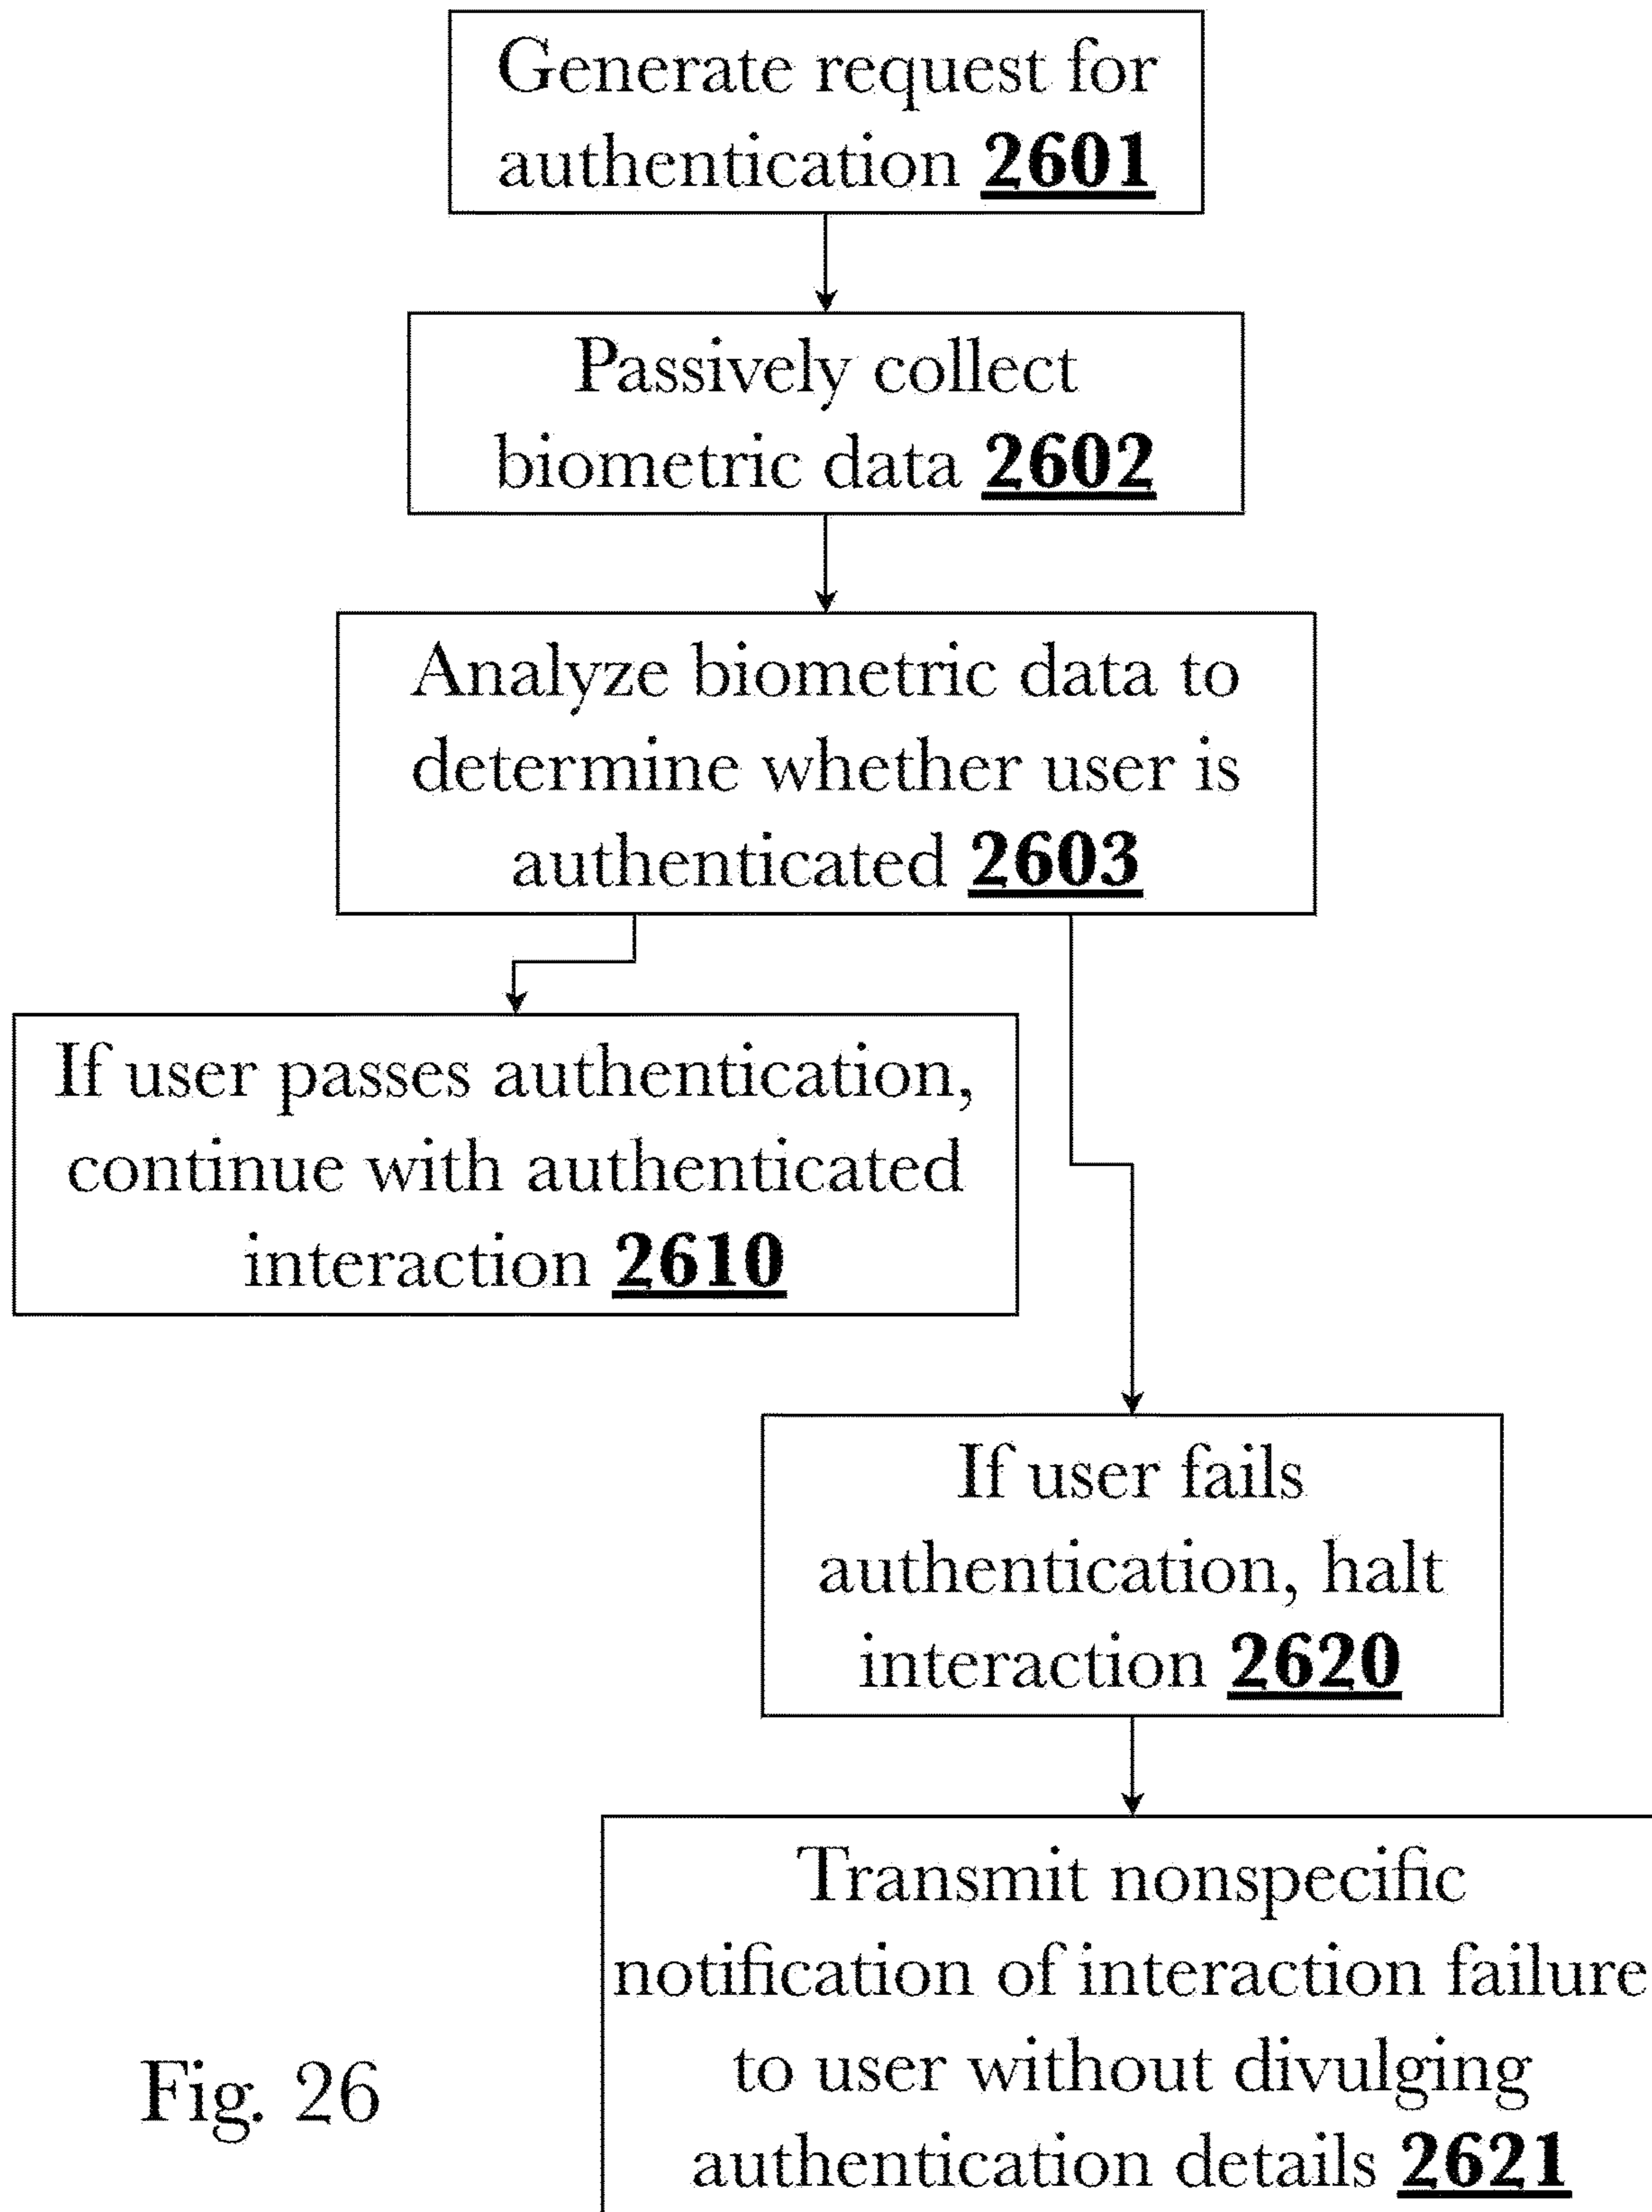 Generate request for
authentication 2601
Passively collect
biometric data 2602
Analyze biometric data to
determine whether user is
authenticated 2603
If user passes authentication,
continue with authenticated
interaction 2610
If user fails
authentication, halt
interaction 2620
Transmit nonspecific
notification of interaction failure
to user without divulging
authentication details 2621
Fig. 26